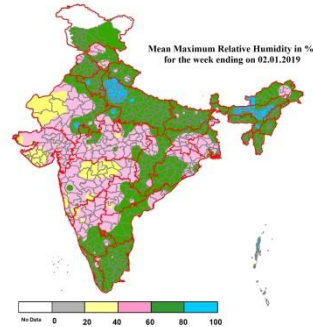 Mean Maximum Relative Humidity in %
for the week ending on 02.01.2019
No Data 0 20 40 60 80 100